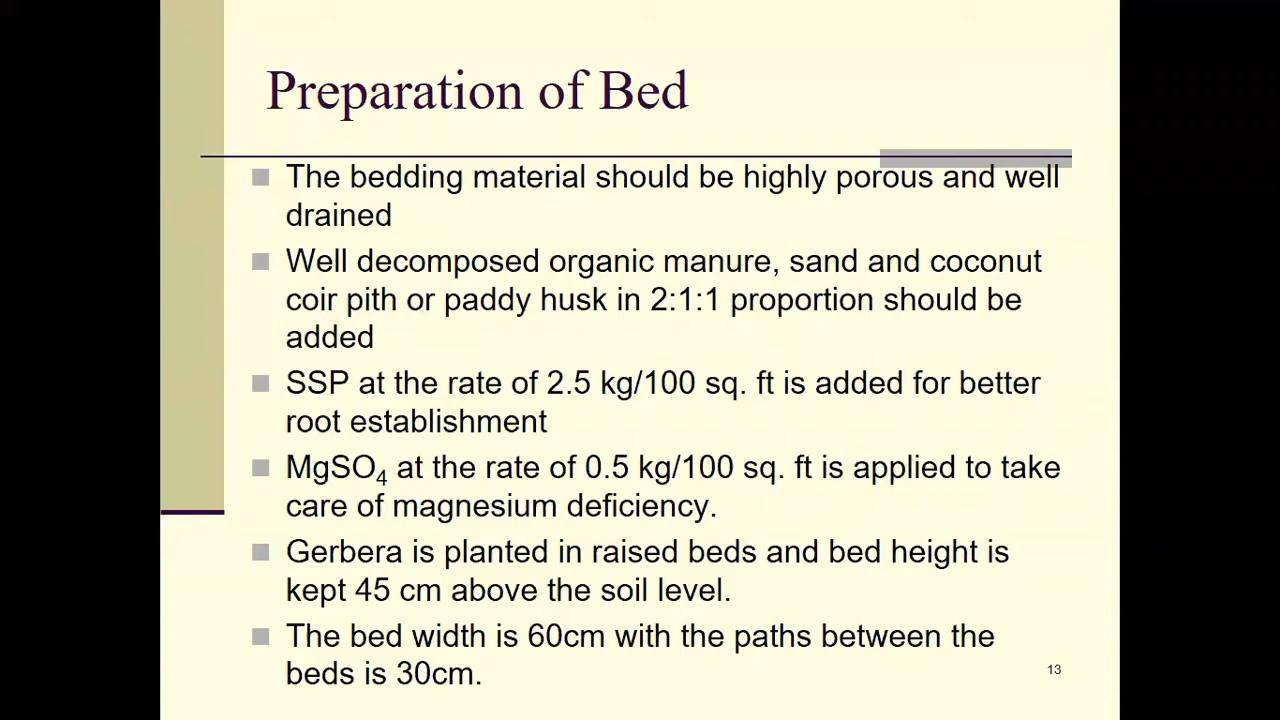 Preparation of Bed
The bedding material should be highly porous and well
drained
Well decomposed organic manure, sand and coconut
coir pith or paddy husk in 2:1:1 proportion should be
added
SSP at the rate of 2.5 kg/100 sq. ft is added for better
root establishment
MgSO₄ at the rate of 0.5 kg/100 sq. ft is applied to take
care of magnesium deficiency.
Gerbera is planted in raised beds and bed height is
kept 45 cm above the soil level.
The bed width is 60cm with the paths between the
beds is 30cm.
13